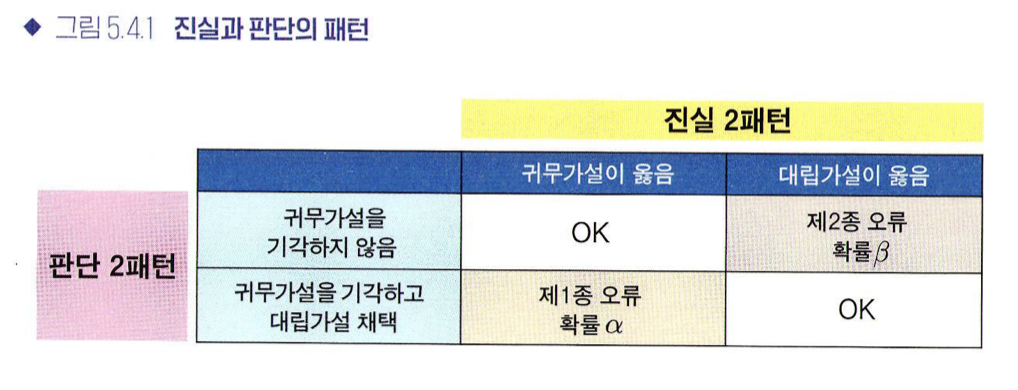 ◆ 그림 5.4.1 진실과 판단의 패턴
진실 2패턴
귀무가설이 옳음
대립가설이 옳음
판단 2패턴
귀무가설을
기각하지 않음
OK
제2종 오류
확률 β
귀무가설을 기각하고
대립가설 채택
제1종 오류
확률 α
OK